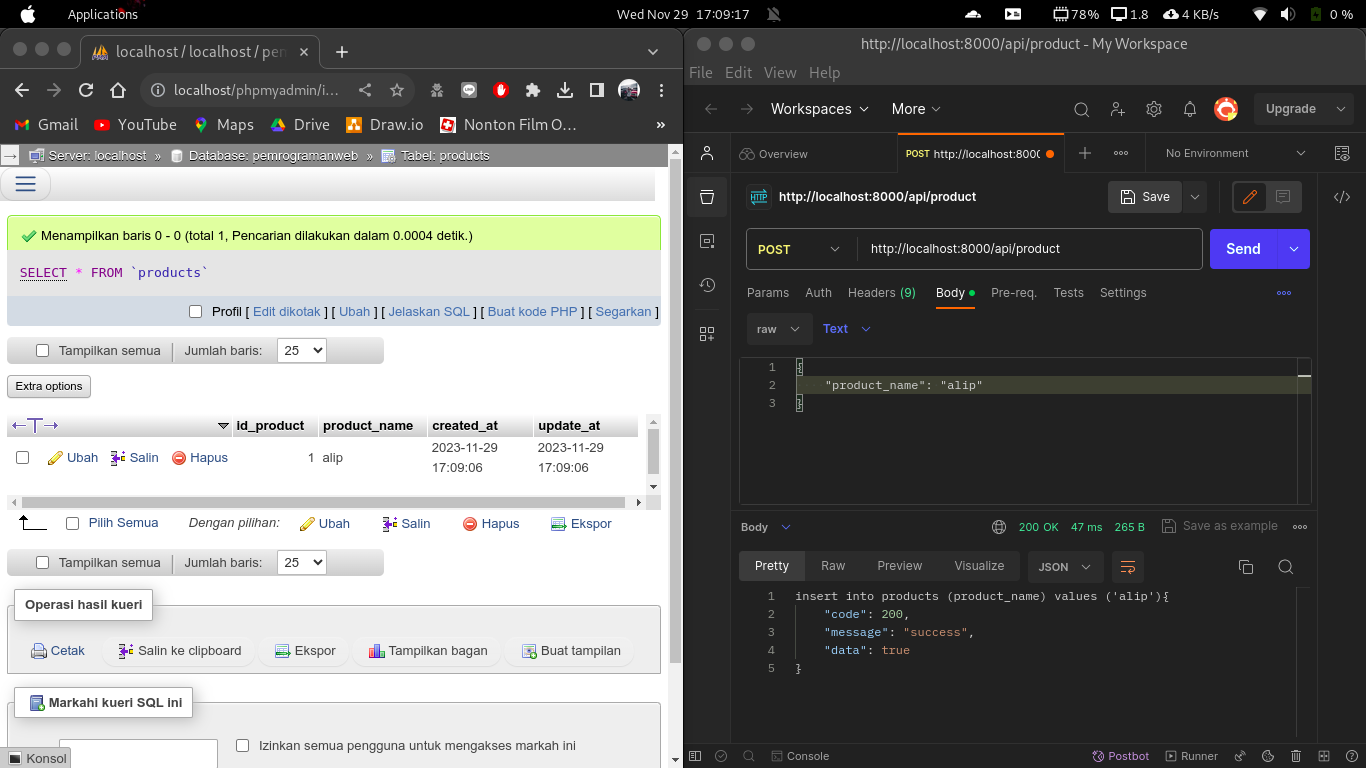 Applications
Wed Nov 29 17:09:17
78% 1.8 4 KB/s 0 %
localhost / localhost / pem
localhost/phpmyadmin/i...
Gmail YouTube Maps Drive Draw.io Nonton Film O... »
Server: localhost » Database: pemrogramanweb » Tabel: products
Menampilkan baris 0 - 0 (total 1, Pencarian dilakukan dalam 0.0004 detik.)
SELECT * FROM `products`
Profil [ Edit dikotak ] [ Ubah ] [ Jelaskan SQL ] [ Buat kode PHP ] [ Segarkan ]
Tampilkan semua Jumlah baris: 25
Extra options
id_product product_name created_at update_at
Ubah Salin Hapus 1 alip 2023-11-29 17:09:06 2023-11-29 17:09:06
Pilih Semua Dengan pilihan: Ubah Salin Hapus Ekspor
Tampilkan semua Jumlah baris: 25
Operasi hasil kueri
Cetak Salin ke clipboard Ekspor Tampilkan bagan Buat tampilan
Markahi kueri SQL ini
Izinkan semua pengguna untuk mengakses markah ini
Konsol
http://localhost:8000/api/product - My Workspace
File Edit View Help
Workspaces More Upgrade
Overview POST http://localhost:8000 No Environment
HTTP http://localhost:8000/api/product Save
POST http://localhost:8000/api/product Send
Params Auth Headers (9) Body Pre-req. Tests Settings
raw Text
1 {
2 "product_name": "alip"
3 }
Body 200 OK 47 ms 265 B Save as example
Pretty Raw Preview Visualize JSON
1 insert into products (product_name) values ('alip'){
2 "code": 200,
3 "message": "success",
4 "data": true
5 }
Console Postbot Runner